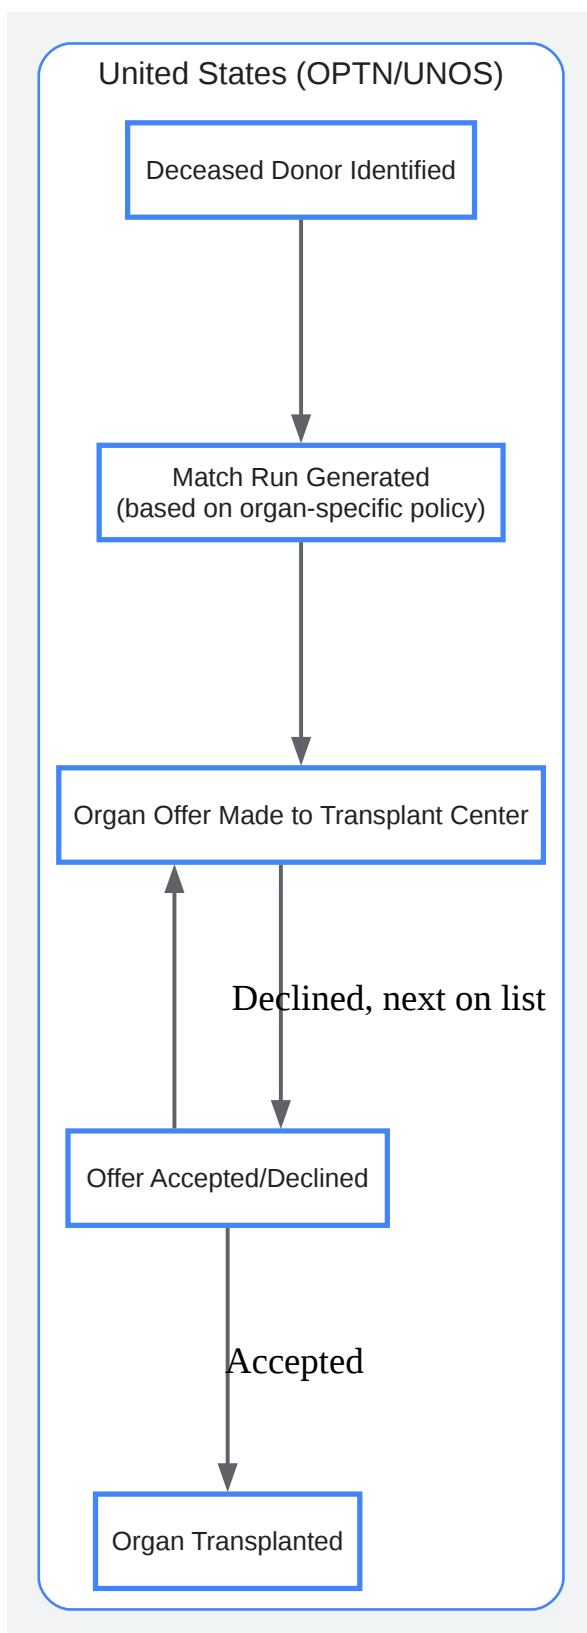 United States (OPTN/UNOS)
Deceased Donor Identified
Match Run Generated
(based on organ-specific policy)
Organ Offer Made to Transplant Center
Declined, next on list
Offer Accepted/Declined
Accepted
Organ Transplanted